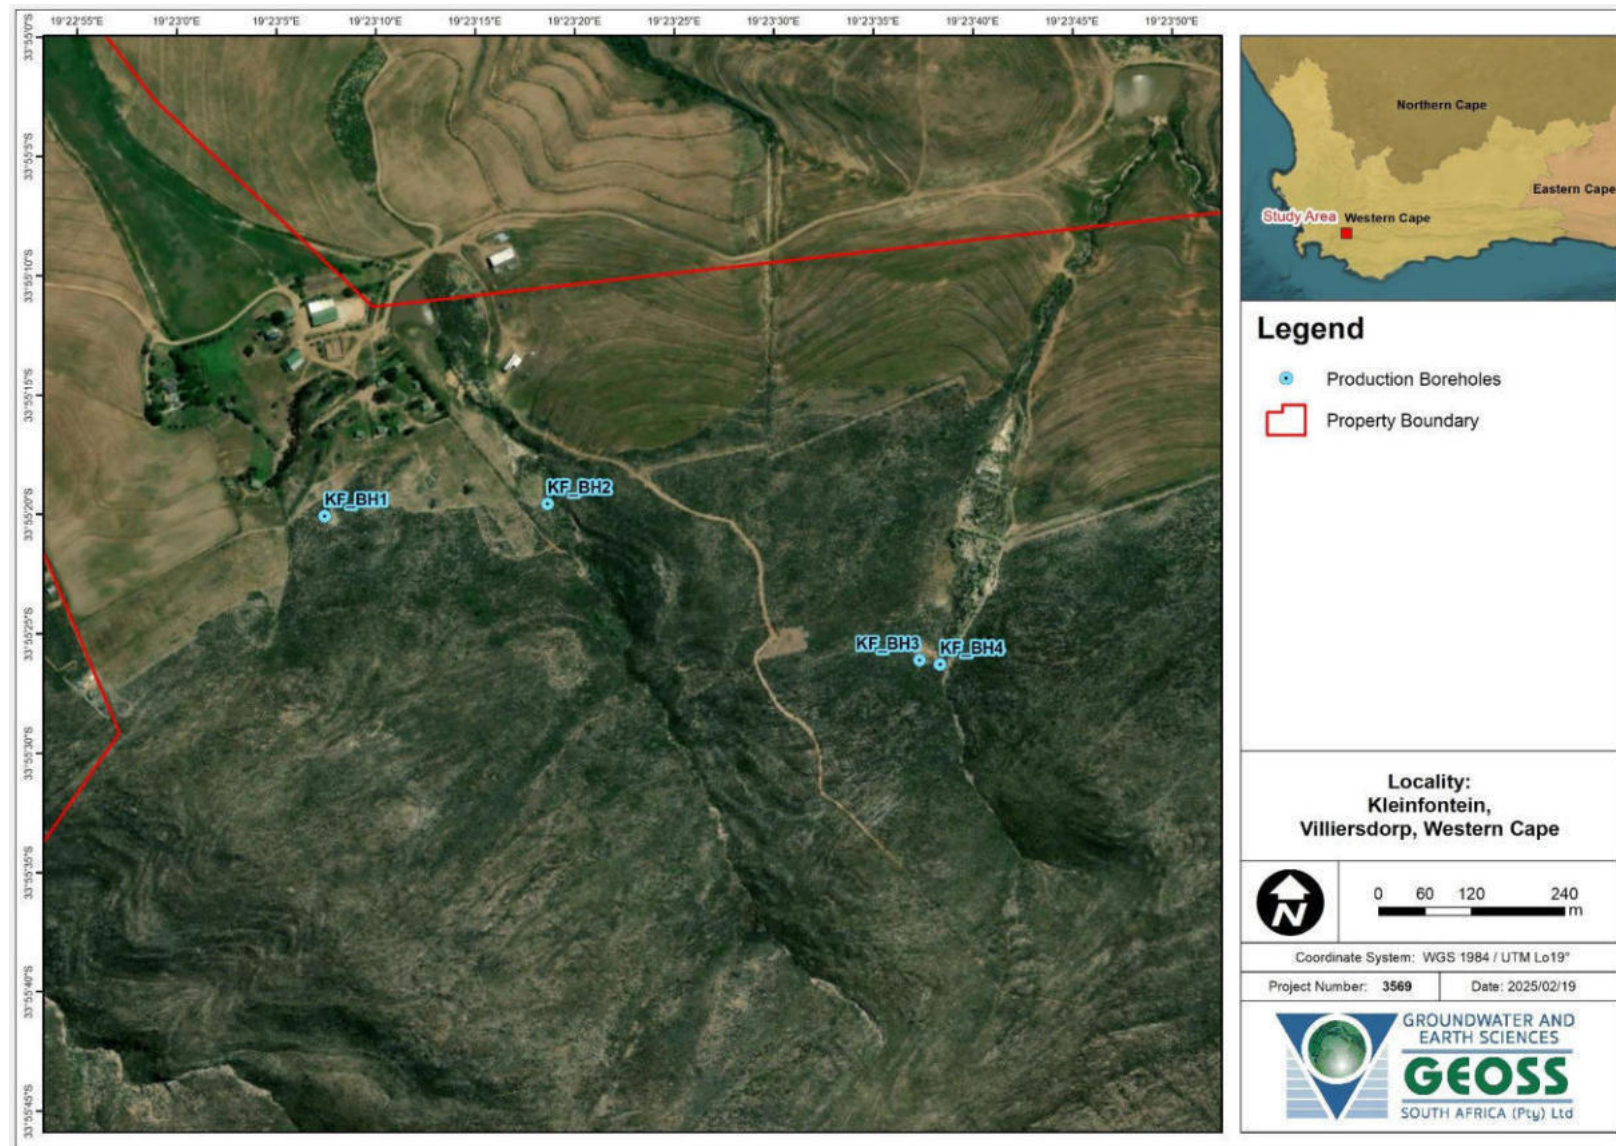 19°22'55"E 19°23'0"E 19°23'5"E 19°23'10"E 19°23'15"E 19°23'20"E 19°23'25"E 19°23'30"E 19°23'35"E 19°23'40"E 19°23'45"E 19°23'50"E
33°55'0"S
33°55'5"S
33°55'10"S
33°55'15"S
33°55'20"S
33°55'25"S
33°55'30"S
33°55'35"S
33°55'40"S
33°55'45"S
KF_BH1
KF_BH2
KF_BH3
KF_BH4
Northern Cape
Eastern Cape
Study Area
Western Cape
Legend
Production Boreholes
Property Boundary
Locality:
Kleinfontein,
Villiersdorp, Western Cape
N
0 60 120 240
m
Coordinate System: WGS 1984 / UTM Lo19°
Project Number: 3569
Date: 2025/02/19
GROUNDWATER AND
EARTH SCIENCES
GEOSS
SOUTH AFRICA (Pty) Ltd